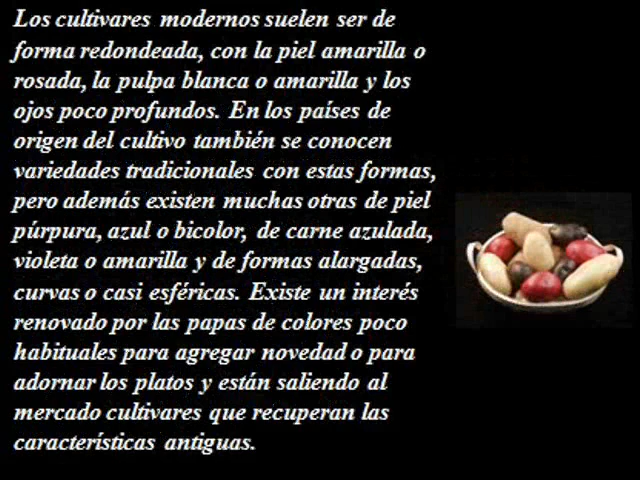 Los cultivares modernos suelen ser de
forma redondeada, con la piel amarilla o
rosada, la pulpa blanca o amarilla y los
ojos poco profundos. En los países de
origen del cultivo también se conocen
variedades tradicionales con estas formas,
pero además existen muchas otras de piel
púrpura, azul o bicolor, de carne azulada,
violeta o amarilla y de formas alargadas,
curvas o casi esféricas. Existe un interés
renovado por las papas de colores poco
habituales para agregar novedad o para
adornar los platos y están saliendo al
mercado cultivares que recuperan las
características antiguas.